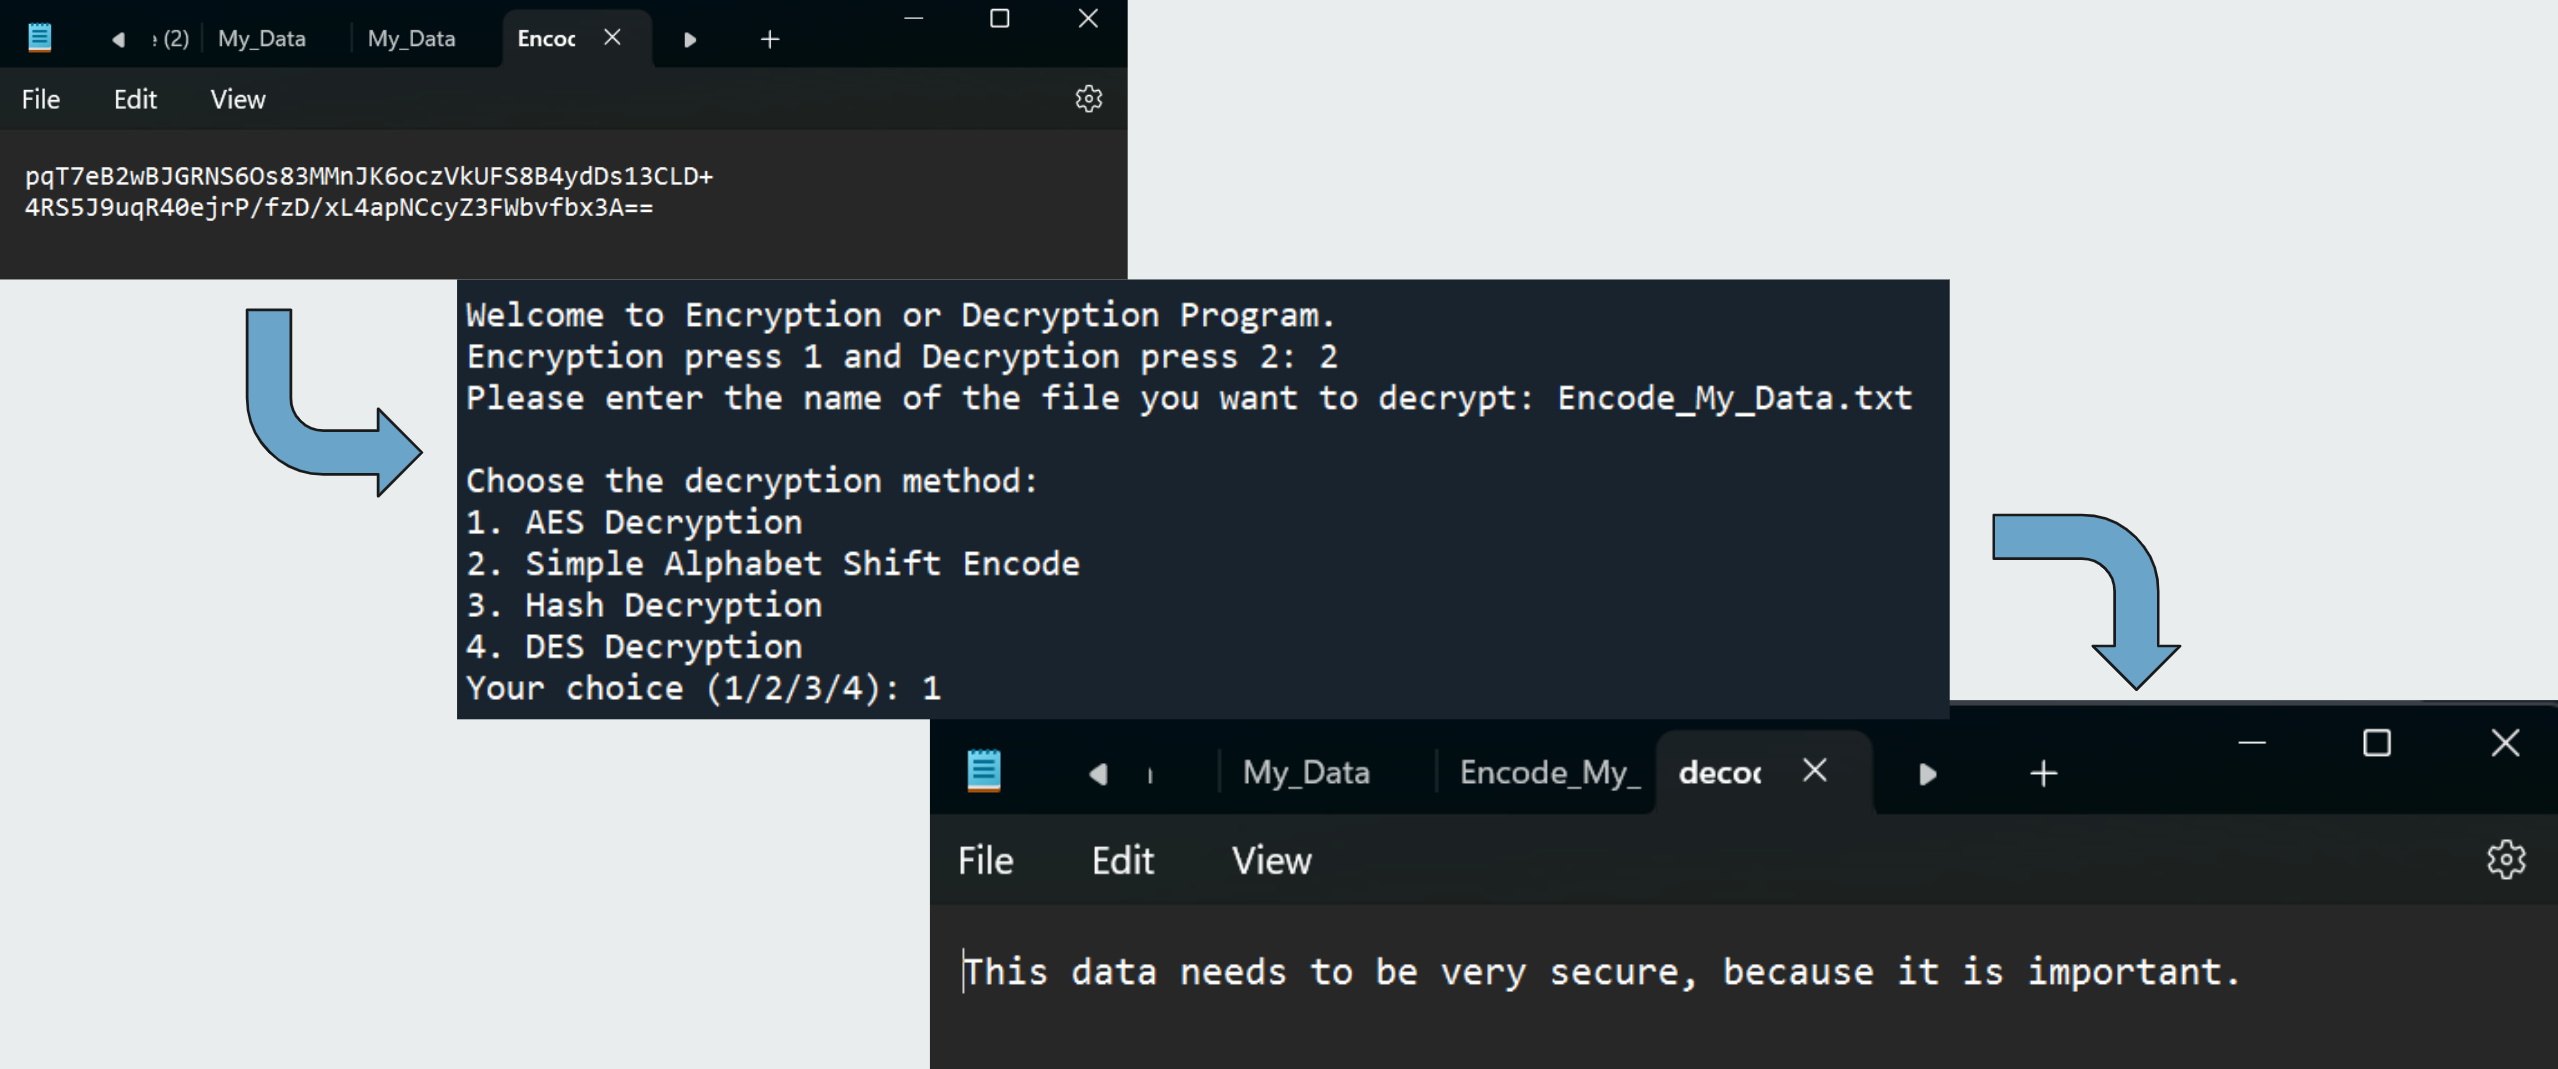 (2) My_Data My_Data Encoc
File Edit View
pqT7eB2wBJGRNS6Os83MMnJK6oczVkUFS8B4ydDs13CLD+
4RS5J9uqR40ejrP/fzD/xL4apNCcyZ3FWbvfbx3A==
Welcome to Encryption or Decryption Program.
Encryption press 1 and Decryption press 2: 2
Please enter the name of the file you want to decrypt: Encode_My_Data.txt
Choose the decryption method:
1. AES Decryption
2. Simple Alphabet Shift Encode
3. Hash Decryption
4. DES Decryption
Your choice (1/2/3/4): 1
My_Data Encode_My_ decoc
File Edit View
This data needs to be very secure, because it is important.